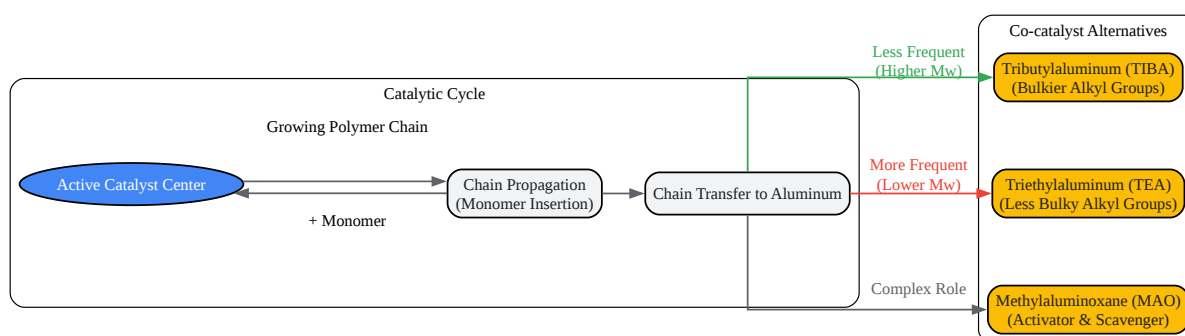 Co-catalyst Alternatives
Less Frequent
(Higher Mw)
Tributylaluminum (TIBA)
(Bulkier Alkyl Groups)
Catalytic Cycle
Growing Polymer Chain
Active Catalyst Center
Chain Propagation
(Monomer Insertion)
Chain Transfer to Aluminum
More Frequent
(Lower Mw)
Triethylaluminum (TEA)
(Less Bulky Alkyl Groups)
+ Monomer
Complex Role
Methylaluminoxane (MAO)
(Activator & Scavenger)